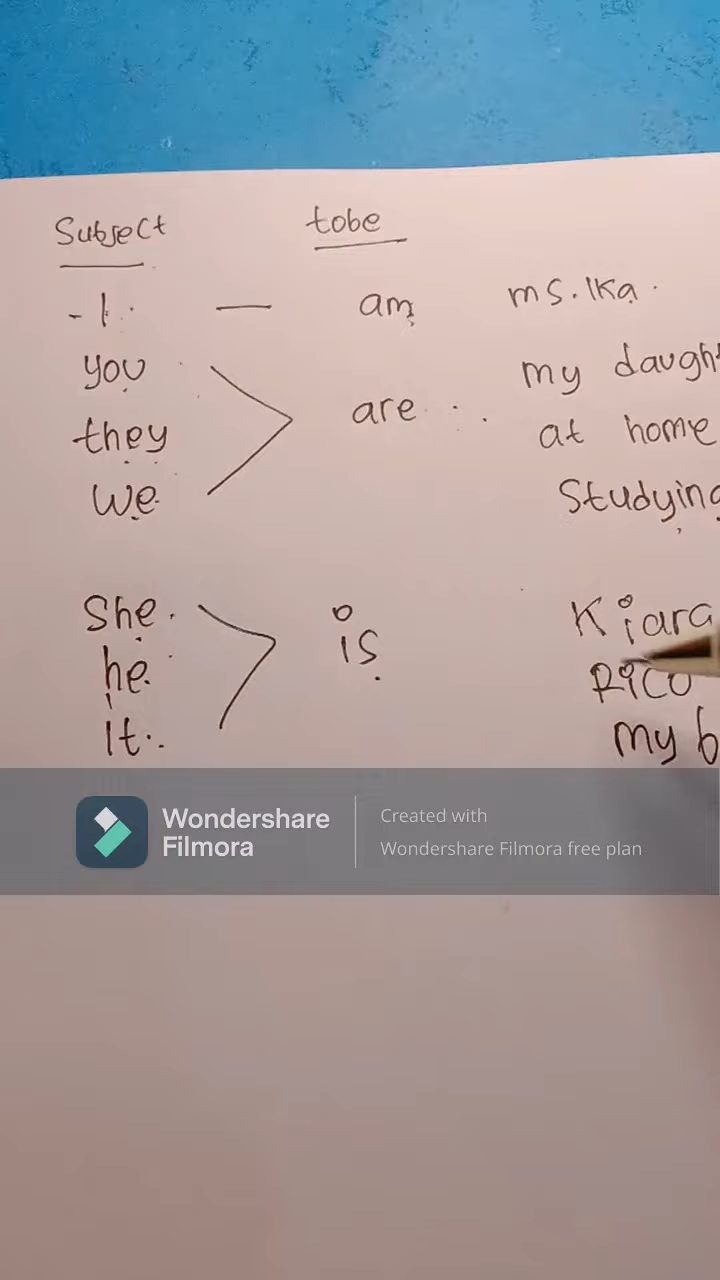 Subject tobe
- I. — am ms. Ika.
you my daugh
they are .. at home
we Studying
She. Kiara
he. is Rico
It.. my b
Wondershare Filmora Created with
Wondershare Filmora free plan